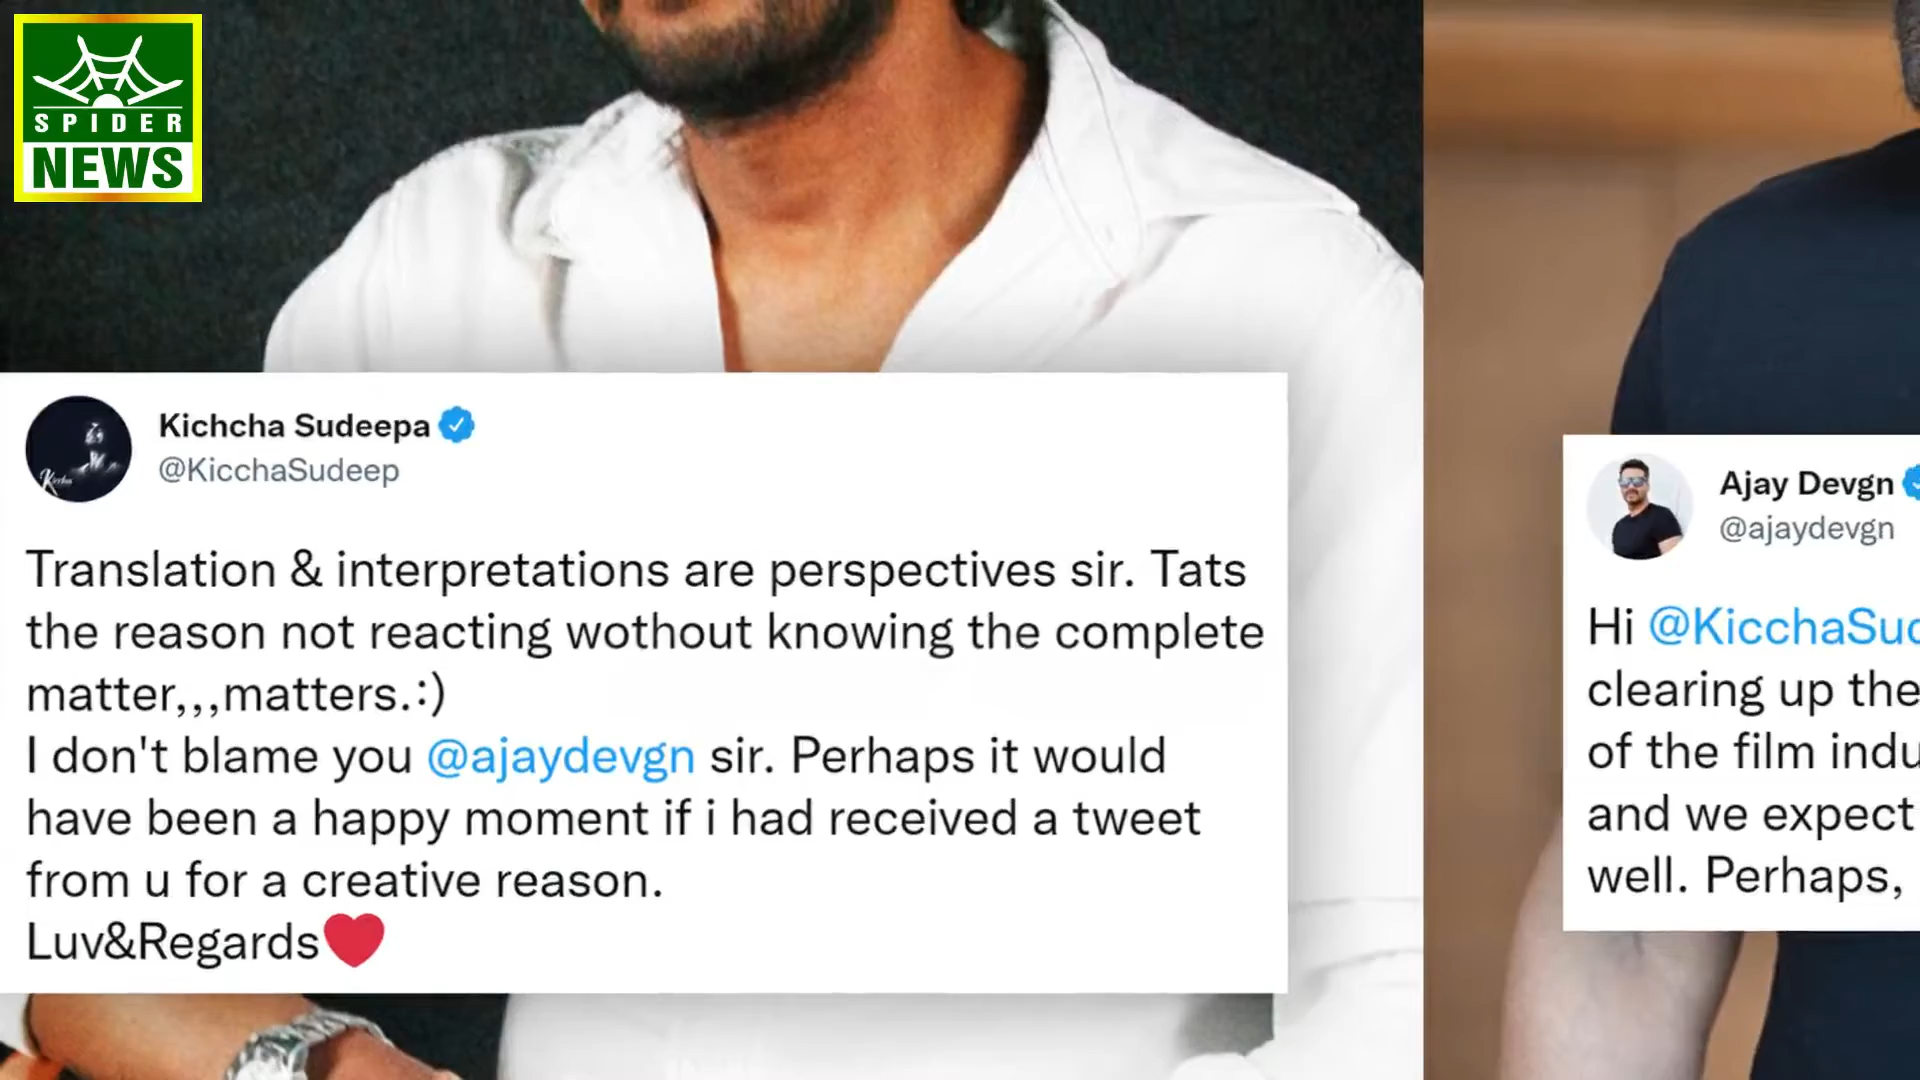 SPIDER
NEWS
Kichcha Sudeepa
@KicchaSudeep
Translation & interpretations are perspectives sir. Tats
the reason not reacting wothout knowing the complete
matter,,,matters.:)
I don't blame you @ajaydevgn sir. Perhaps it would
have been a happy moment if i had received a tweet
from u for a creative reason.
Luv&Regards❤️
Kiccha
Ajay Devgn
@ajaydevgn
Hi @KicchaSud
clearing up the
of the film indu
and we expect
well. Perhaps,